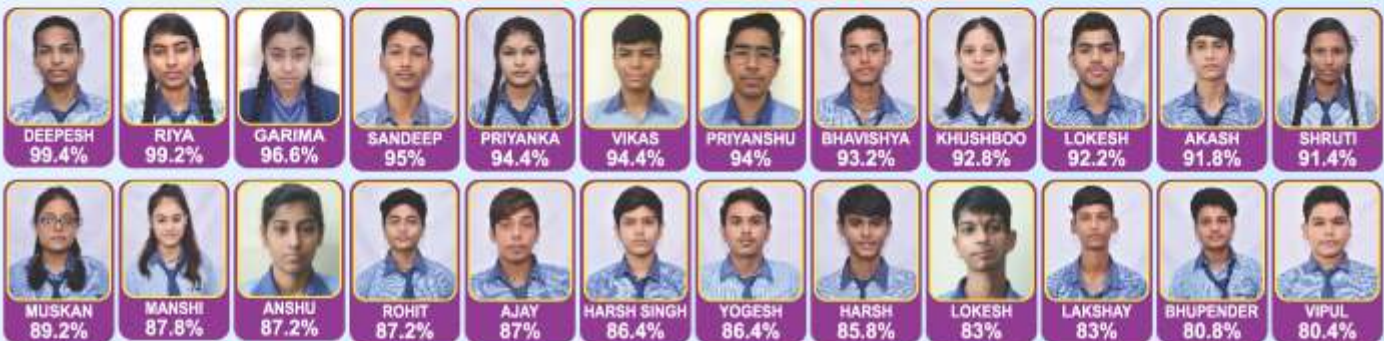 DEEPESH
99.4%
RIYA
99.2%
GARIMA
96.6%
SANDEEP
95%
PRIYANKA
94.4%
VIKAS
94.4%
PRIYANSHU
94%
BHAVISHYA
93.2%
KHUSHBOO
92.8%
LOKESH
92.2%
AKASH
91.8%
SHRUTI
91.4%
MUSKAN
89.2%
MANSHI
87.8%
ANSHU
87.2%
ROHIT
87.2%
AJAY
87%
HARSH SINGH
86.4%
YOGESH
86.4%
HARSH
85.8%
LOKESH
83%
LAKSHAY
83%
BHUPENDER
80.8%
VIPUL
80.4%